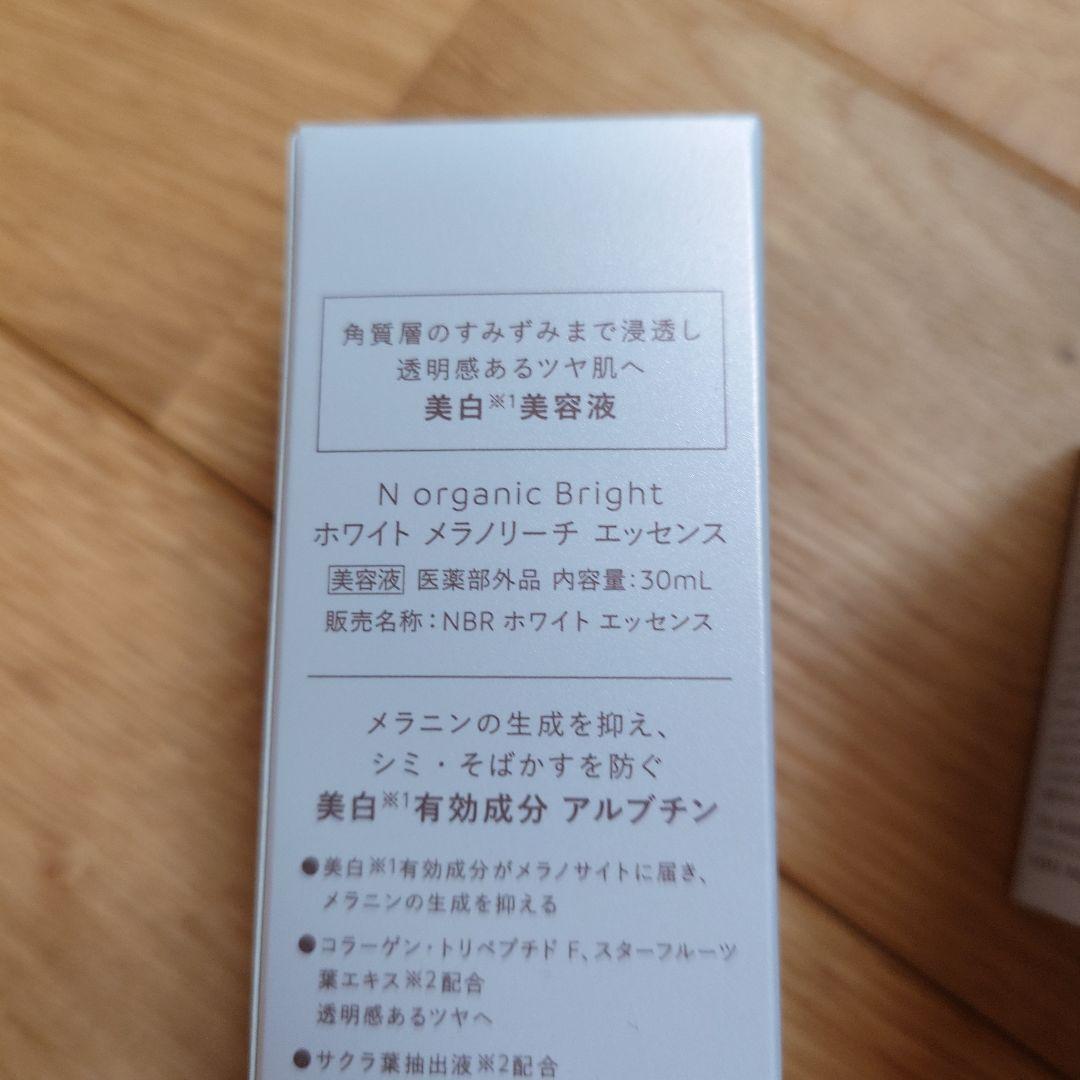 角質層のすみずみまで浸透し
透明感あるツヤ肌へ
美白※1美容液
N organic Bright
ホワイト メラノリーチ エッセンス
美容液 医薬部外品 内容量:30mL
販売名称:NBR ホワイト エッセンス
メラニンの生成を抑え、
シミ・そばかすを防ぐ
美白※1有効成分 アルブチン
●美白※1有効成分がメラノサイトに届き、
メラニンの生成を抑える
●コラーゲン・トリペプチド F、スターフルーツ
葉エキス※2配合
透明感あるツヤへ
●サクラ葉抽出液※2配合